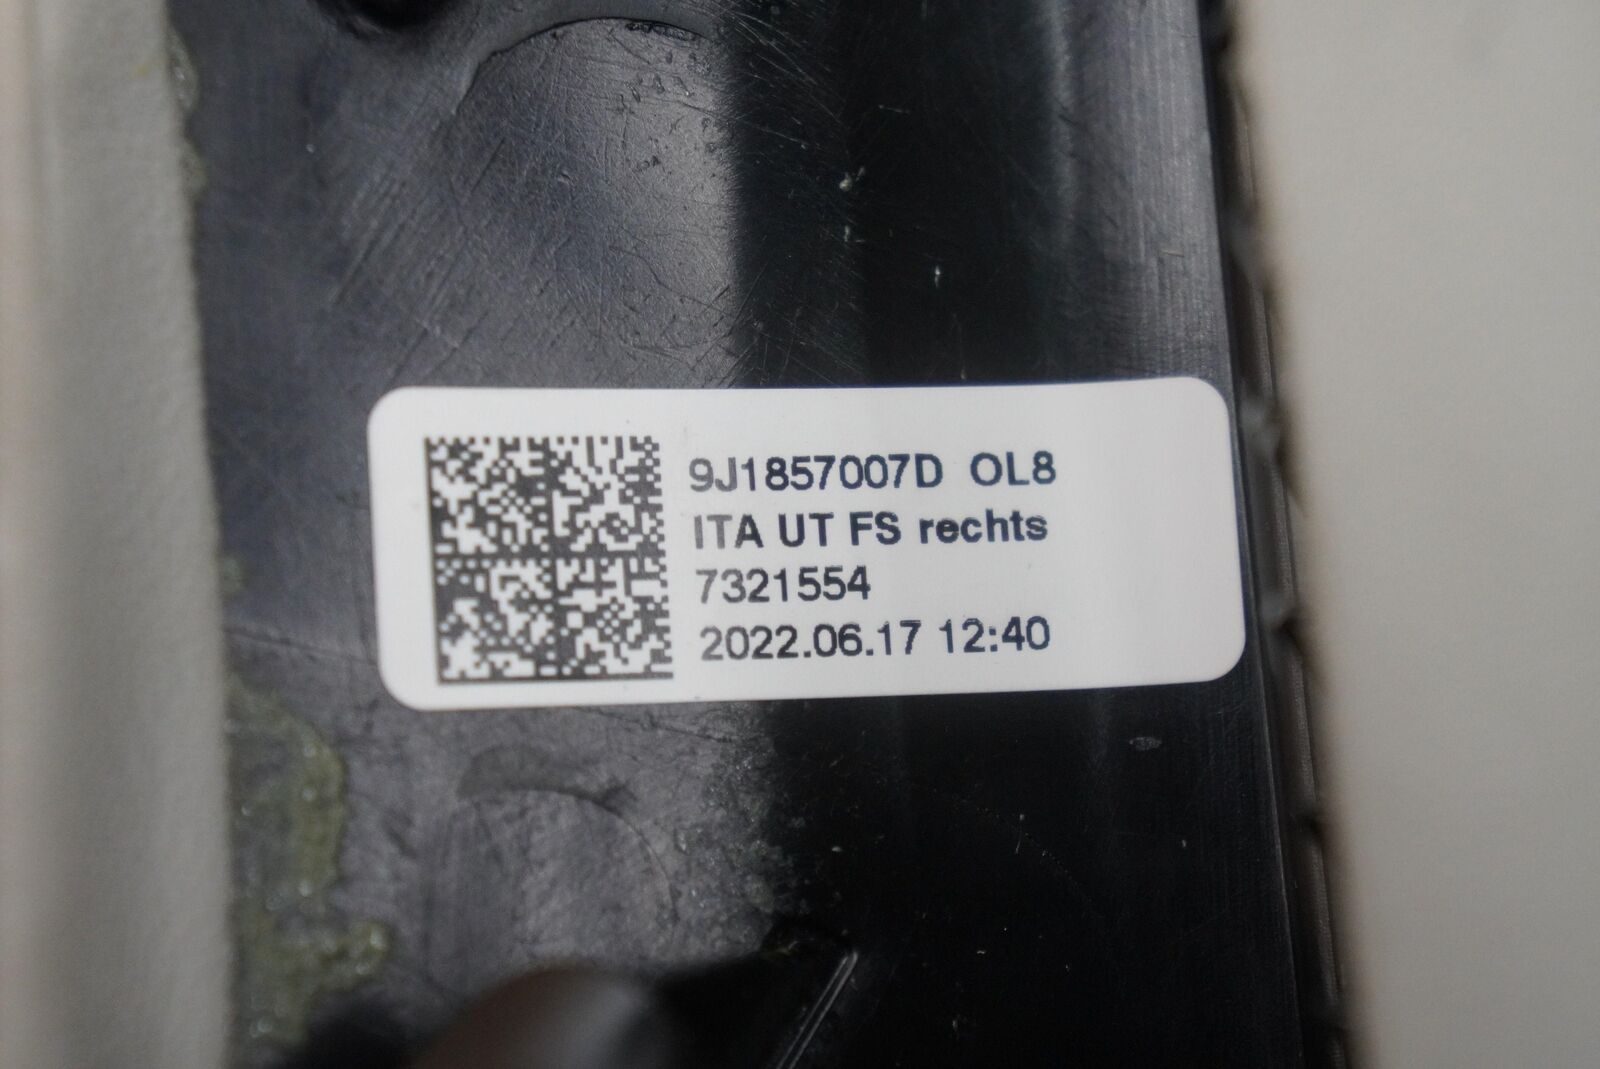 9J1857007D OL8
ITA UT FS rechts
7321554
2022.06.17 12:40